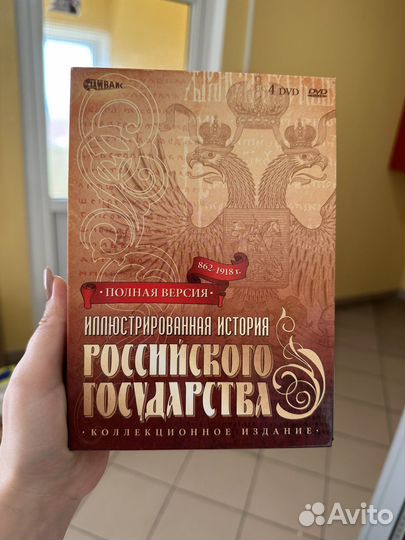 ДИВАЙС
4 DVD DVD
862-1918 г.
• ПОЛНАЯ ВЕРСИЯ •
ИЛЛЮСТРИРОВАННАЯ ИСТОРИЯ
РОССИЙСКОГО
ГОСУДАРСТВА
• КОЛЛЕКЦИОННОЕ ИЗДАНИЕ •
Avito